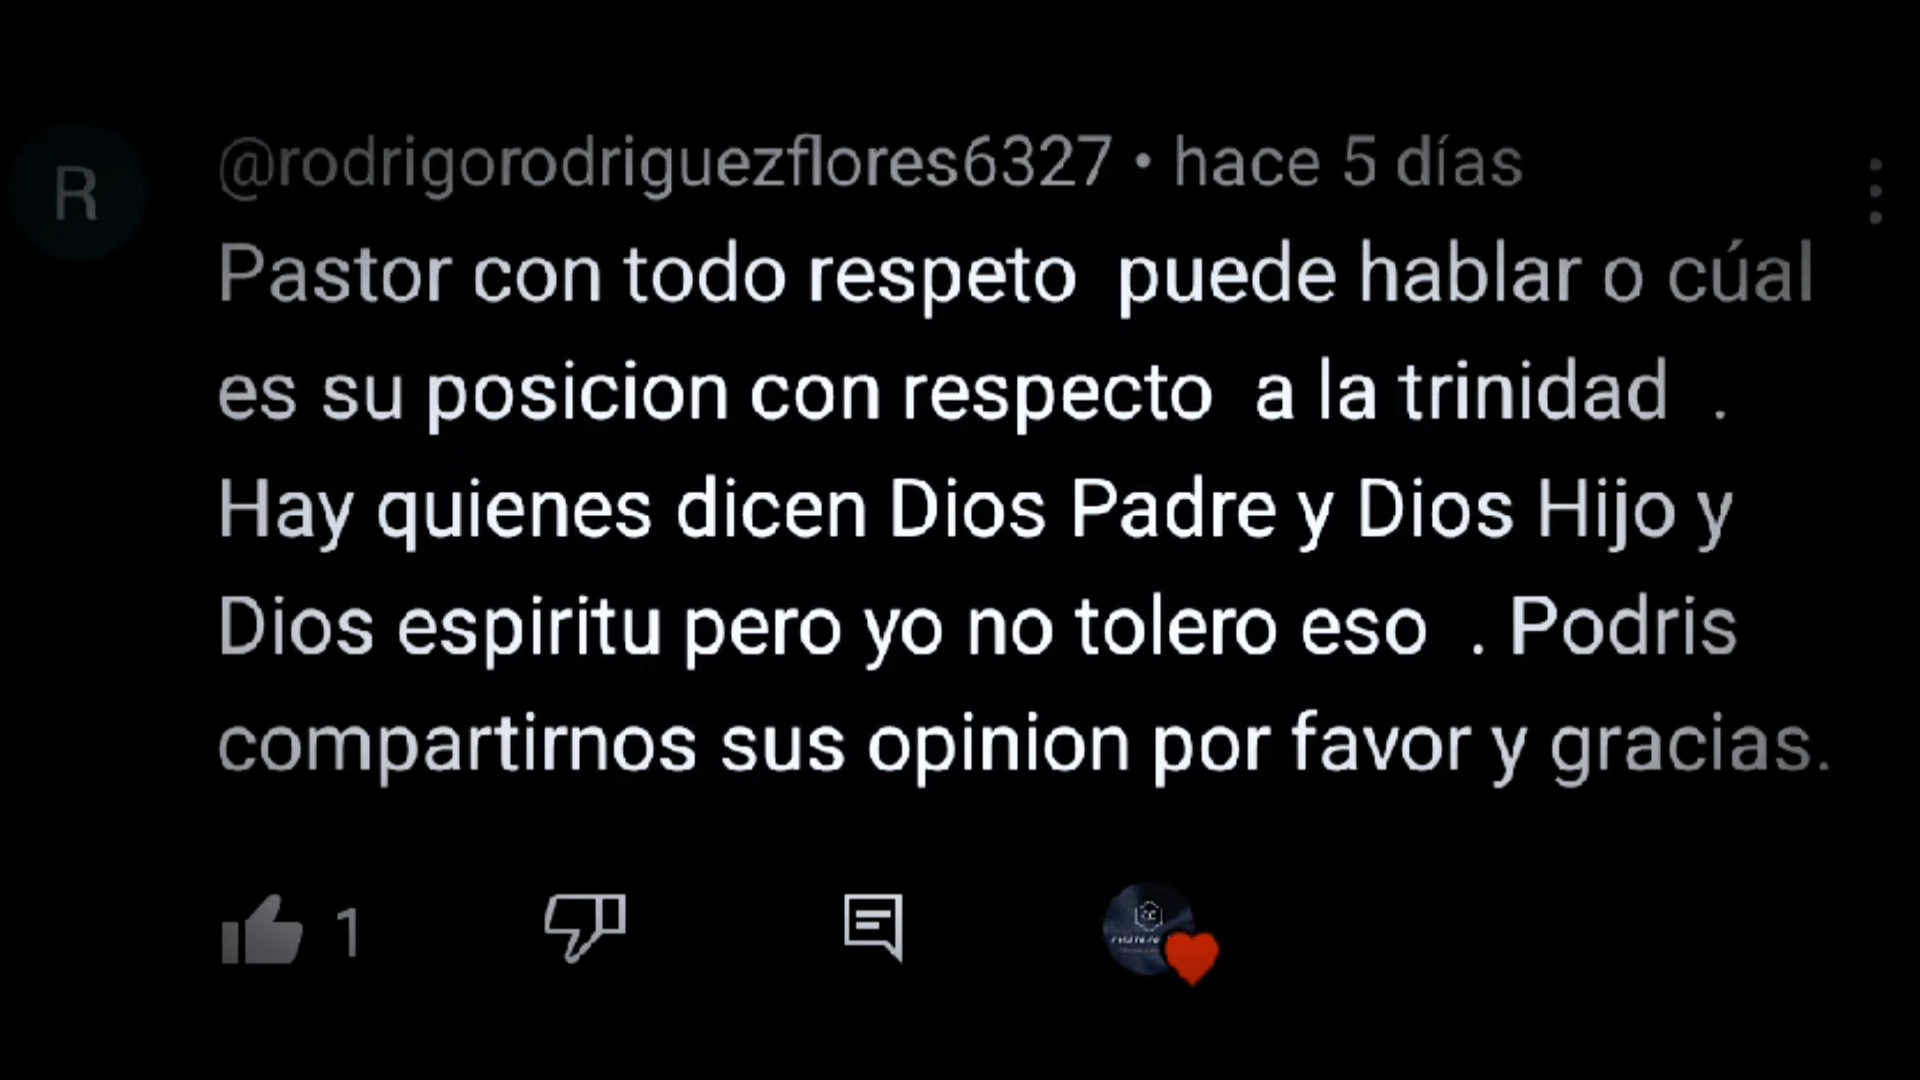 R
@rodrigorodriguezflores6327 • hace 5 días
Pastor con todo respeto  puede hablar o cúal
es su posicion con respecto  a la trinidad  .
Hay quienes dicen Dios Padre y Dios Hijo y
Dios espiritu pero yo no tolero eso  . Podris
compartirnos sus opinion por favor y gracias.
1